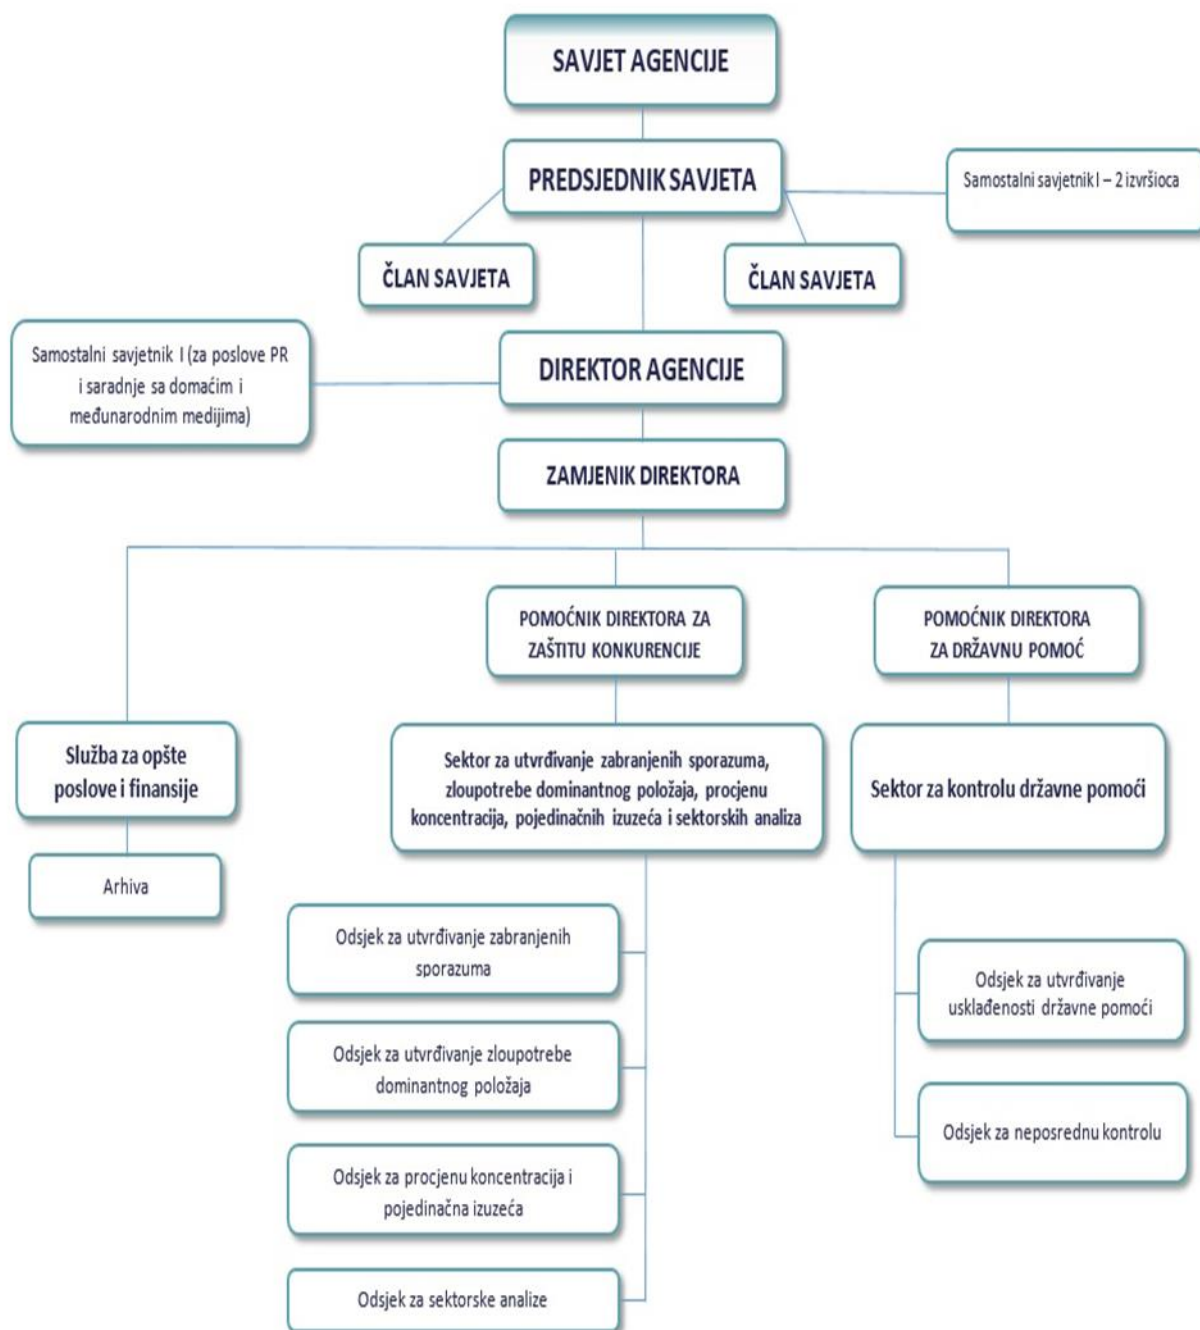 SAVJET AGENCIJE
PREDSJEDNIK SAVJETA
Samostalni savjetnik I – 2 izvršioca
ČLAN SAVJETA
ČLAN SAVJETA
Samostalni savjetnik I (za poslove PR
i saradnje sa domaćim i
međunarodnim medijima)
DIREKTOR AGENCIJE
ZAMJENIK DIREKTORA
POMOĆNIK DIREKTORA ZA
ZAŠTITU KONKURENCIJE
POMOĆNIK DIREKTORA
ZA DRŽAVNU POMOĆ
Služba za opšte
poslove i finansije
Sektor za utvrđivanje zabranjenih sporazuma,
zloupotrebe dominantnog položaja, procjenu
koncentracija, pojedinačnih izuzeća i sektorskih analiza
Sektor za kontrolu državne pomoći
Arhiva
Odsjek za utvrđivanje zabranjenih
sporazuma
Odsjek za utvrđivanje
usklađenosti državne pomoći
Odsjek za utvrđivanje zloupotrebe
dominantnog položaja
Odsjek za neposrednu kontrolu
Odsjek za procjenu koncentracija i
pojedinačna izuzeća
Odsjek za sektorske analize